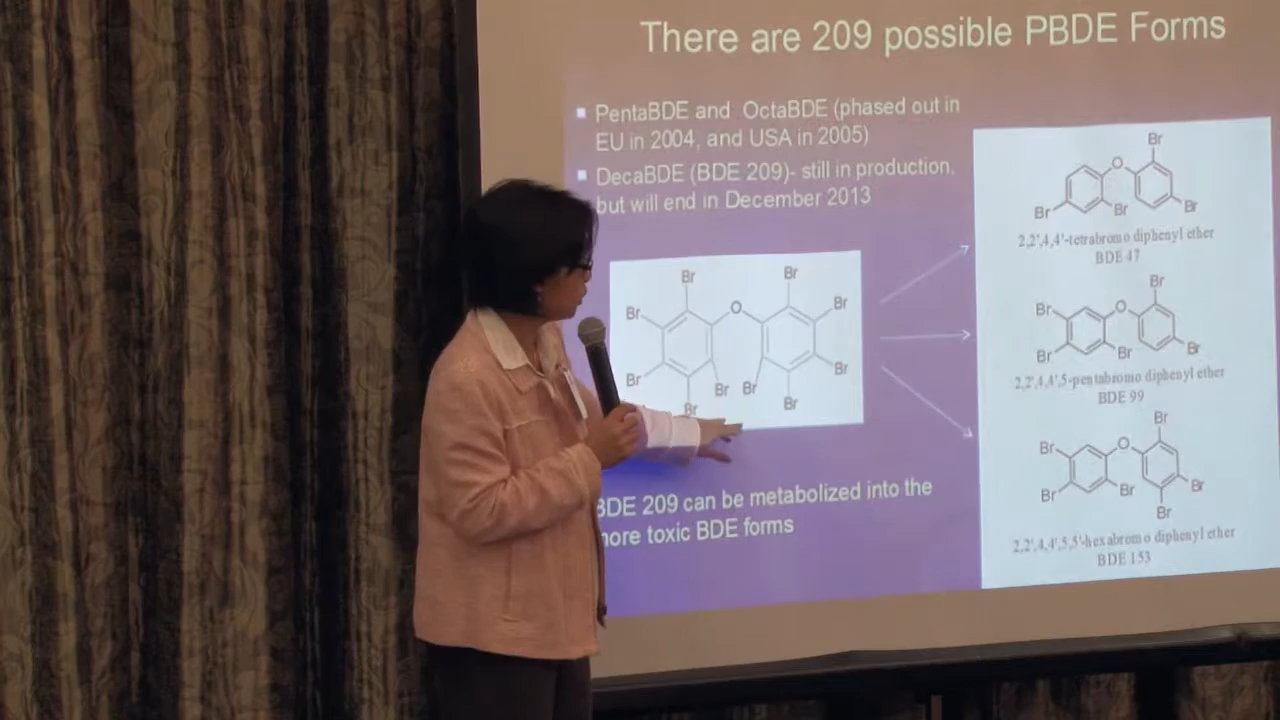 There are 209 possible PBDE Forms
▪ PentaBDE and OctaBDE (phased out in
EU in 2004, and USA in 2005)
▪ DecaBDE (BDE 209)- still in production,
but will end in December 2013
Br
Br
Br
O
Br
Br
Br
Br
Br
Br
Br
Br
O
Br
Br
Br
2,2',4,4'-tetrabromo diphenyl ether
BDE 47
Br
Br
O
Br
Br
Br
2,2',4,4',5-pentabromo diphenyl ether
BDE 99
Br
Br
O
Br
Br
Br
Br
2,2',4,4',5,5'-hexabromo diphenyl ether
BDE 153
BDE 209 can be metabolized into the
more toxic BDE forms